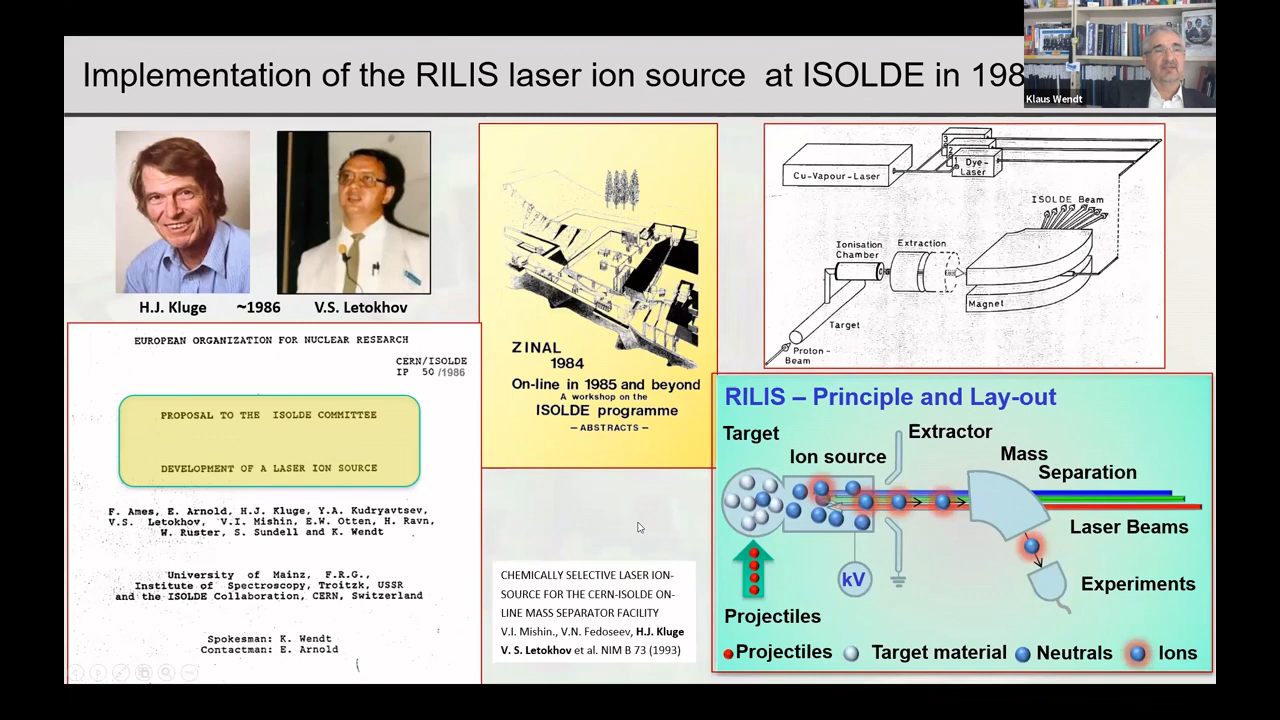 Implementation of the RILIS laser ion source at ISOLDE in 198
Klaus Wendt
H.J. Kluge
~1986
V.S. Letokhov
EUROPEAN ORGANIZATION FOR NUCLEAR RESEARCH
CERN/ISOLDE
IP 50/1986
PROPOSAL TO THE ISOLDE COMMITTEE
DEVELOPMENT OF A LASER ION SOURCE
F. Ames, E. Arnold, H.J. Kluge, Y.A. Kudryavtsev,
V.S. Letokhov, V.I. Mishin, E.W. Otten, H. Ravn,
W. Ruster, S. Sundell and K. Wendt
University of Mainz, F.R.G.,
Institute of Spectroscopy, Troitzk, USSR
and the ISOLDE Collaboration, CERN, Switzerland
Spokesman: K. Wendt
Contactman: E. Arnold
ZINAL
1984
On-line in 1985 and beyond
A workshop on the
ISOLDE programme
– ABSTRACTS –
CHEMICALLY SELECTIVE LASER ION-
SOURCE FOR THE CERN-ISOLDE ON-
LINE MASS SEPARATOR FACILITY
V.I. Mishin., V.N. Fedoseev, H.J. Kluge
V. S. Letokhov et al. NIM B 73 (1993)
Cu-Vapour-Laser
3
2
1
Dye-
Laser
ISOLDE Beam
Ionisation
Chamber
Extraction
Magnet
Target
Proton-
Beam
RILIS – Principle and Lay-out
Target
Extractor
Ion source
Mass
Separation
Laser Beams
kV
Experiments
Projectiles
Projectiles
Target material
Neutrals
Ions